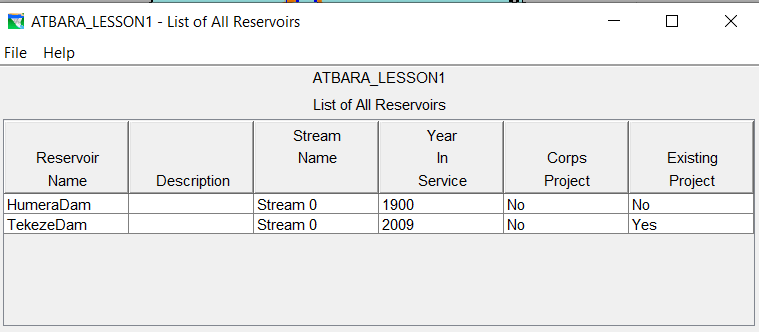 ATBARA_LESSON1 - List of All Reservoirs
File Help
ATBARA_LESSON1
List of All Reservoirs
Reservoir Name Description Stream Name Year In Service Corps Project Existing Project
HumeraDam Stream 0 1900 No No
TekezeDam Stream 0 2009 No Yes